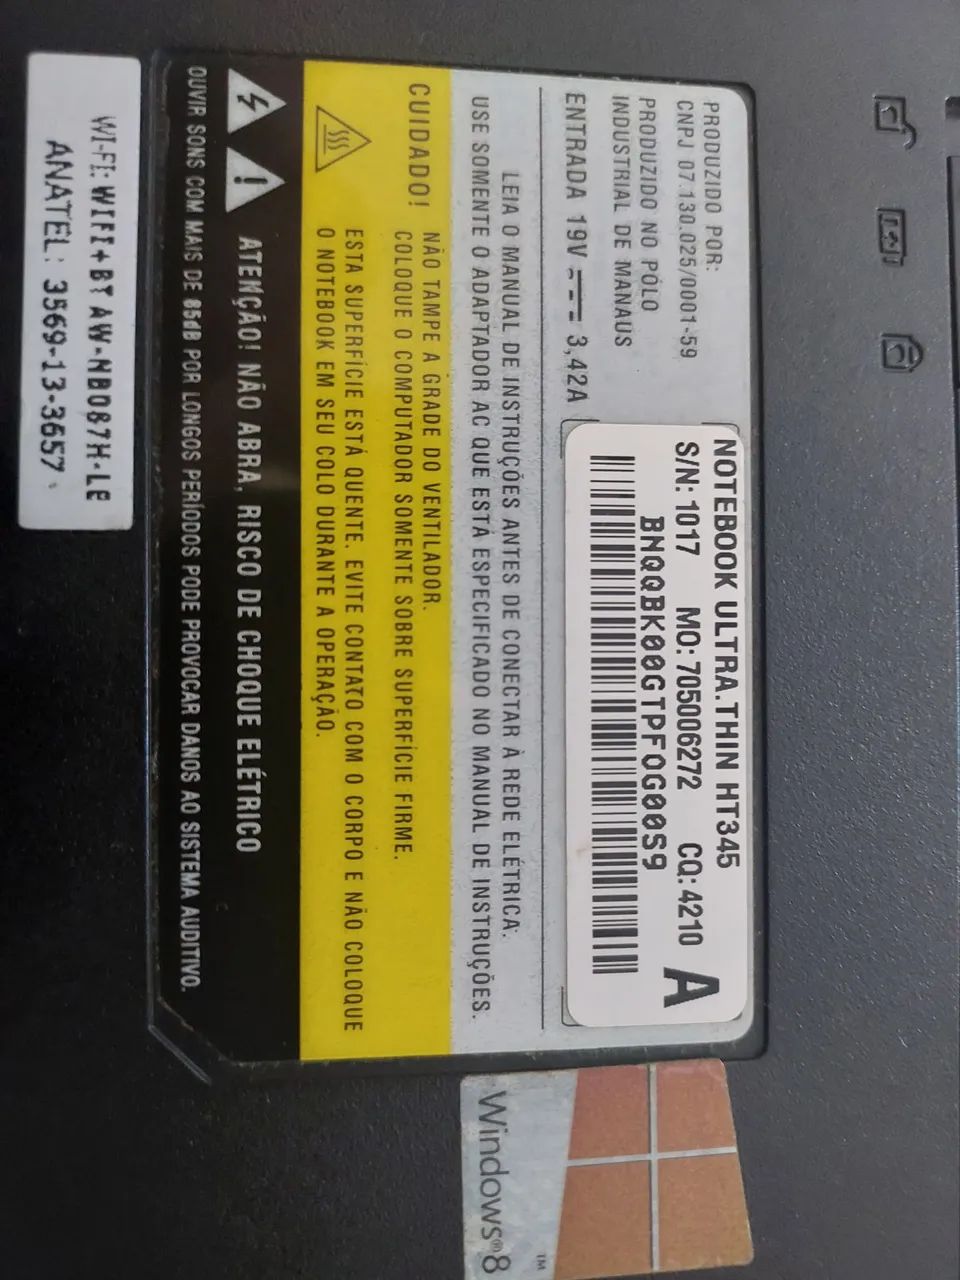 PRODUZIDO POR:
CNPJ 07.130.025/0001-59
PRODUZIDO NO PÓLO
INDUSTRIAL DE MANAUS
ENTRADA 19V 3,42A
NOTEBOOK ULTRA.THIN HT345
S/N: 1017 MO: 705006272 CQ: 4210
BNQQBK00GTPFOG00S9
A
LEIA O MANUAL DE INSTRUÇÕES ANTES DE CONECTAR À REDE ELÉTRICA.
USE SOMENTE O ADAPTADOR AC QUE ESTÁ ESPECIFICADO NO MANUAL DE INSTRUÇÕES.
CUIDADO!
NÃO TAMPE A GRADE DO VENTILADOR.
COLOQUE O COMPUTADOR SOMENTE SOBRE SUPERFÍCIE FIRME.
ESTA SUPERFÍCIE ESTÁ QUENTE. EVITE CONTATO COM O CORPO E NÃO COLOQUE
O NOTEBOOK EM SEU COLO DURANTE A OPERAÇÃO.
ATENÇÃO! NÃO ABRA, RISCO DE CHOQUE ELÉTRICO
OUVIR SONS COM MAIS DE 85dB POR LONGOS PERÍODOS PODE PROVOCAR DANOS AO SISTEMA AUDITIVO.
WI-FI: WIFI+BT AW-NB087H-LE
ANATEL: 3569-13-3657
Windows®8™